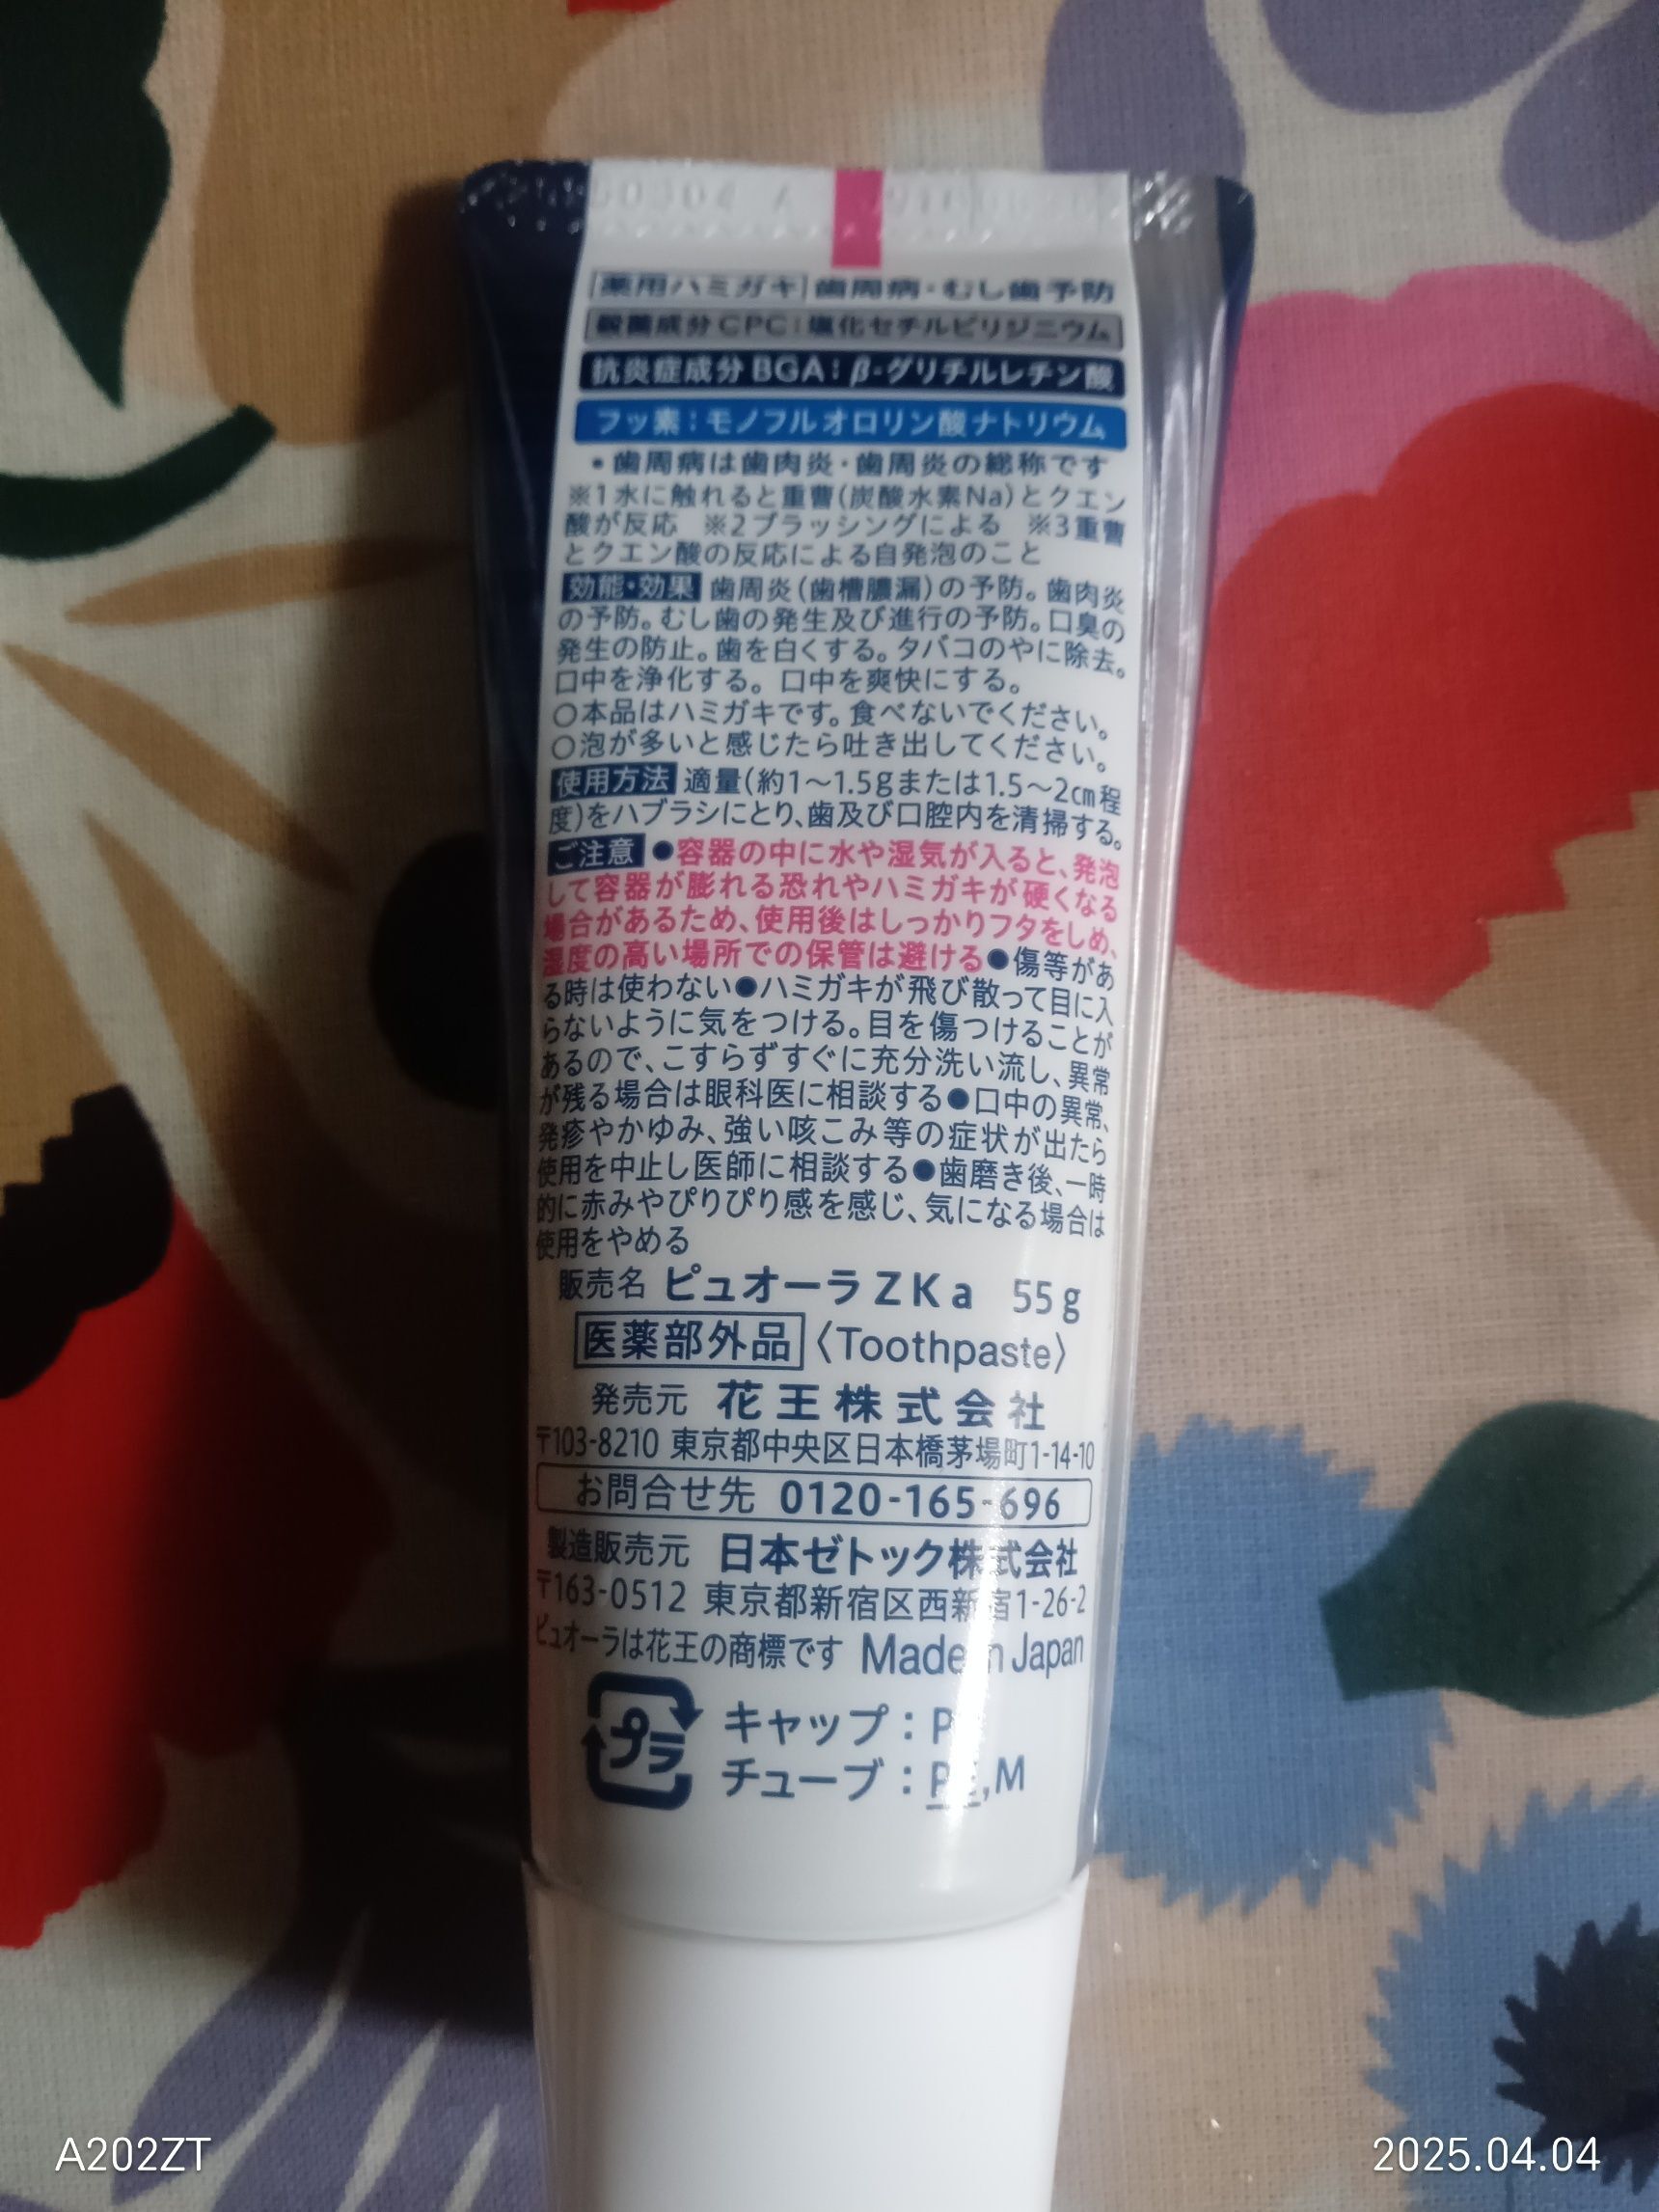 薬用ハミガキ 歯周病・むし歯予防
殺菌成分CPC:塩化セチルピリジニウム
抗炎症成分BGA:β-グリチルレチン酸
フッ素:モノフルオロリン酸ナトリウム
•歯周病は歯肉炎・歯周炎の総称です
※1水に触れると重曹(炭酸水素Na)とクエン
酸が反応 ※2ブラッシングによる ※3重曹
とクエン酸の反応による自発泡のこと
効能・効果 歯周炎(歯槽膿漏)の予防。歯肉炎
の予防。むし歯の発生及び進行の予防。口臭の
発生の防止。歯を白くする。タバコのやに除去。
口中を浄化する。口中を爽快にする。
○本品はハミガキです。食べないでください。
○泡が多いと感じたら吐き出してください。
使用方法 適量(約1〜1.5gまたは1.5〜2cm程
度)をハブラシにとり、歯及び口腔内を清掃する。
ご注意 ●容器の中に水や湿気が入ると、発泡
して容器が膨れる恐れやハミガキが硬くなる
場合があるため、使用後はしっかりフタをしめ、
湿度の高い場所での保管は避ける●傷等があ
る時は使わない●ハミガキが飛び散って目に入
らないように気をつける。目を傷つけることが
あるので、こすらずすぐに充分洗い流し、異常
が残る場合は眼科医に相談する●口中の異常、
発疹やかゆみ、強い咳こみ等の症状が出たら
使用を中止し医師に相談する●歯磨き後、一時
的に赤みやぴりぴり感を感じ、気になる場合は
使用をやめる
販売名 ピュオーラZKa 55g
医薬部外品〈Toothpaste〉
発売元 花王株式会社
〒103-8210 東京都中央区日本橋茅場町1-14-10
お問合せ先 0120-165-696
製造販売元 日本ゼトック株式会社
〒163-0512 東京都新宿区西新宿1-26-2
ピュオーラは花王の商標です Made in Japan
プラ
キャップ:
チューブ: M
A202ZT
2025.04.04